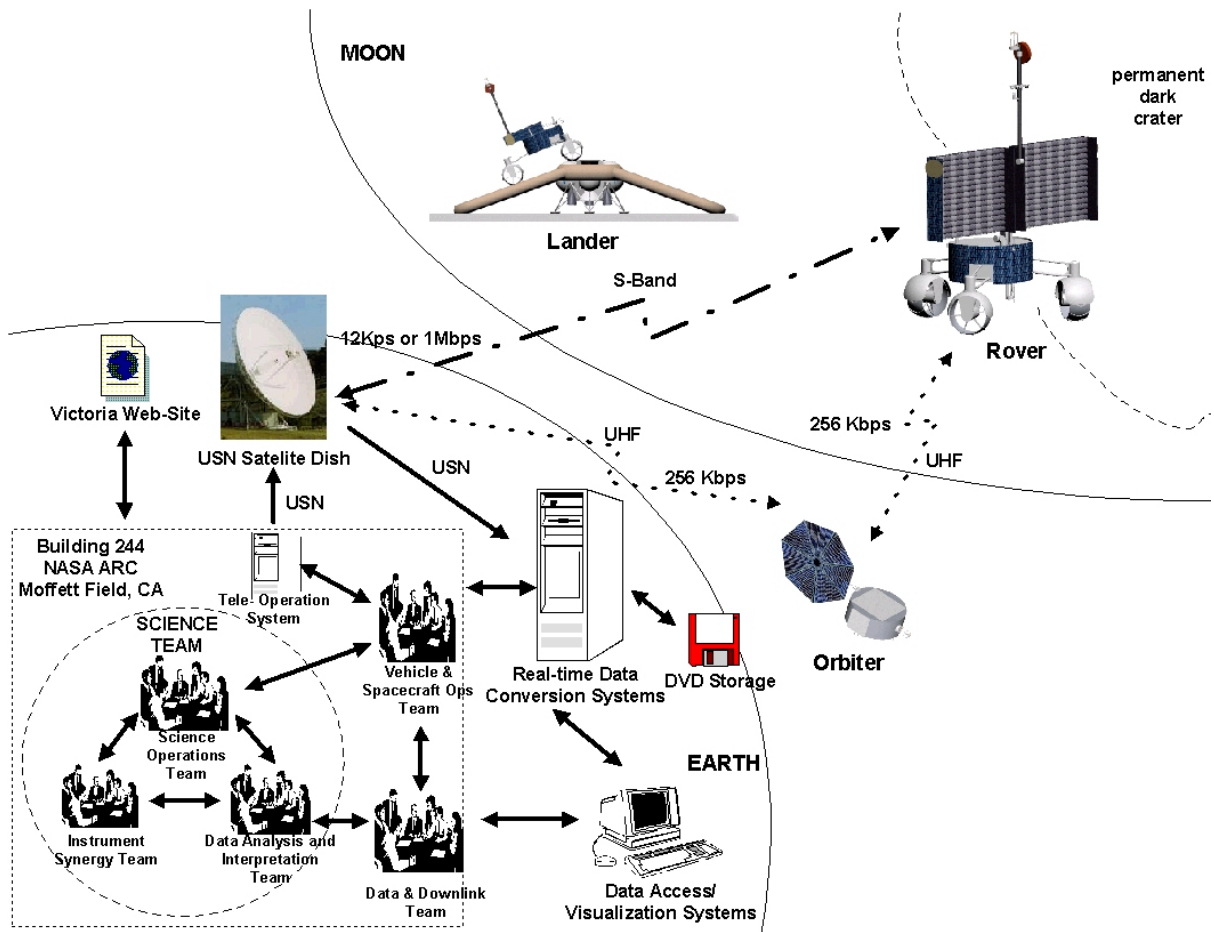 MOON
permanent
dark
crater
Lander
S-Band
Rover
12Kps or 1Mbps
Victoria Web-Site
USN Satelite Dish
256 Kbps
UHF
UHF
USN
256 Kbps
USN
Building 244
NASA ARC
Moffett Field, CA
Tele- Operation
System
SCIENCE
TEAM
Vehicle &
Spacecraft Ops
Team
Real-time Data
Conversion Systems
DVD Storage
Orbiter
Science
Operations
Team
EARTH
Instrument
Synergy Team
Data Analysis and
Interpretation
Team
Data & Downlink
Team
Data Access/
Visualization Systems